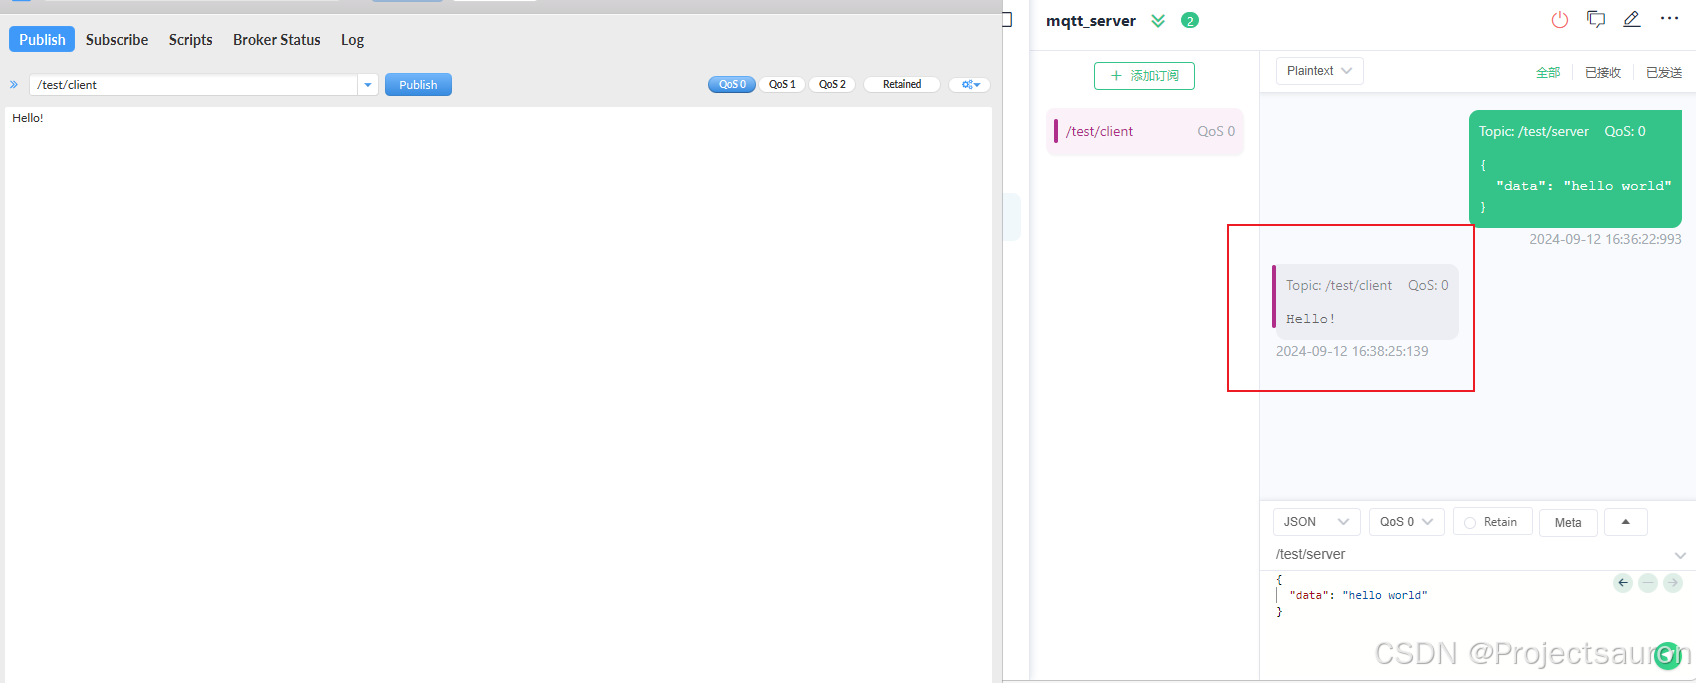 Publish Subscribe Scripts Broker Status Log
/test/client Publish QoS 0 QoS 1 QoS 2 Retained
Hello!
mqtt_server 2
添加订阅
/test/client QoS 0
Plaintext 全部 已接收 已发送
Topic: /test/server QoS: 0
{
"data": "hello world"
}
2024-09-12 16:36:22:993
Topic: /test/client QoS: 0
Hello!
2024-09-12 16:38:25:139
JSON QoS 0 Retain Meta
/test/server
{
"data": "hello world"
}
CSDN @Projectsauron